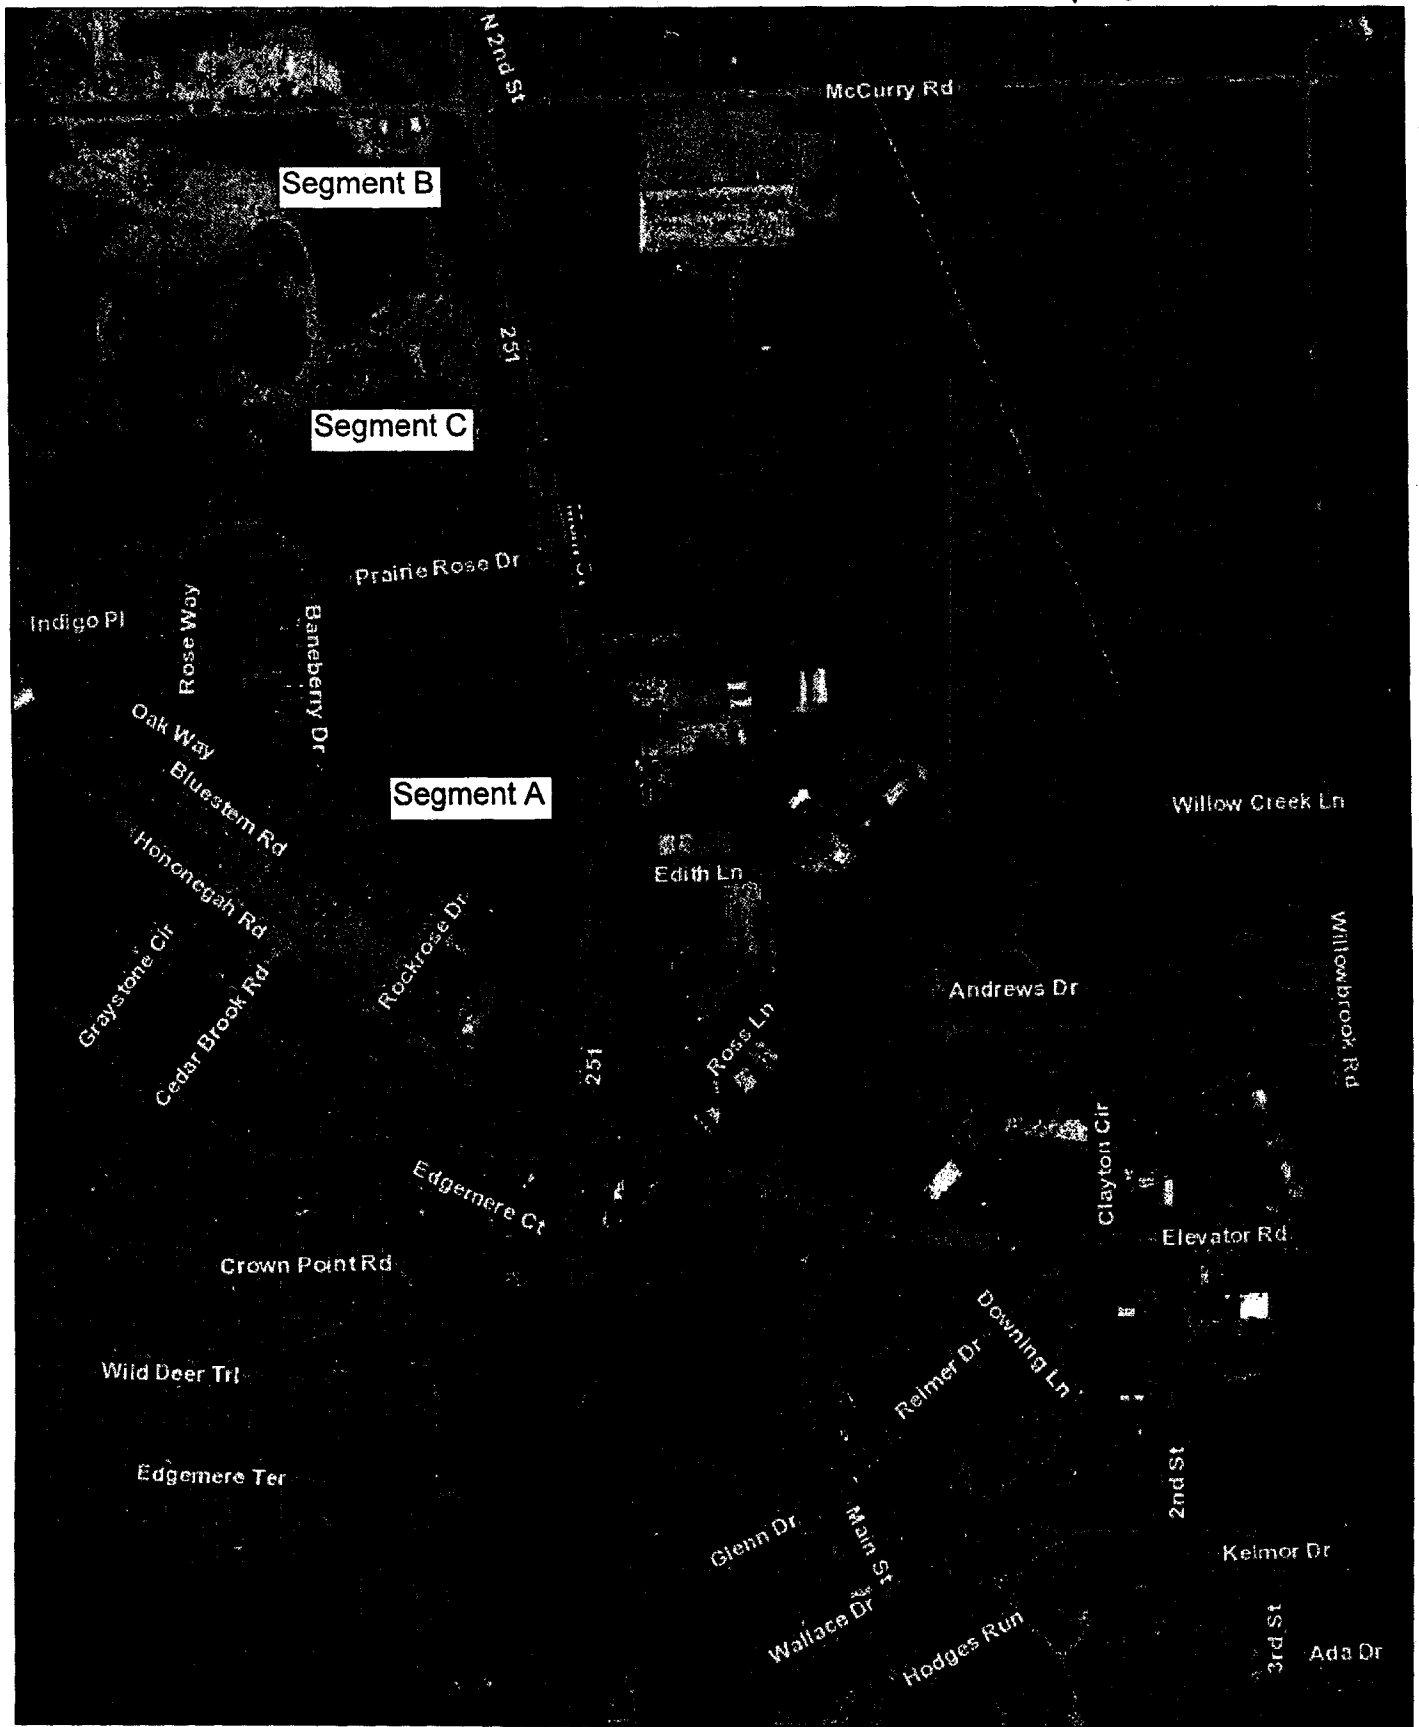 N 2nd St
McCurry Rd
Segment B
251
Segment C
Prairie Rose Dr
Indigo Pl
Rose Way
Baneberry Dr
Oak Way
Bluestem Rd
Segment A
Willow Creek Ln
Hononegah Rd
Edith Ln
Rockrose Dr
Graystone Cir
Cedar Brook Rd
Willowbrook Rd
Andrews Dr
Ross Ln
251
Clayton Cir
Edgemere Ct
Elevator Rd
Crown Point Rd
Downing Ln
Reimer Dr
Wild Deer Trl
Edgemere Ter
2nd St
Main St
Glenn Dr
Kelmor Dr
Wallace Dr
Hodges Run
3rd St
Ada Dr